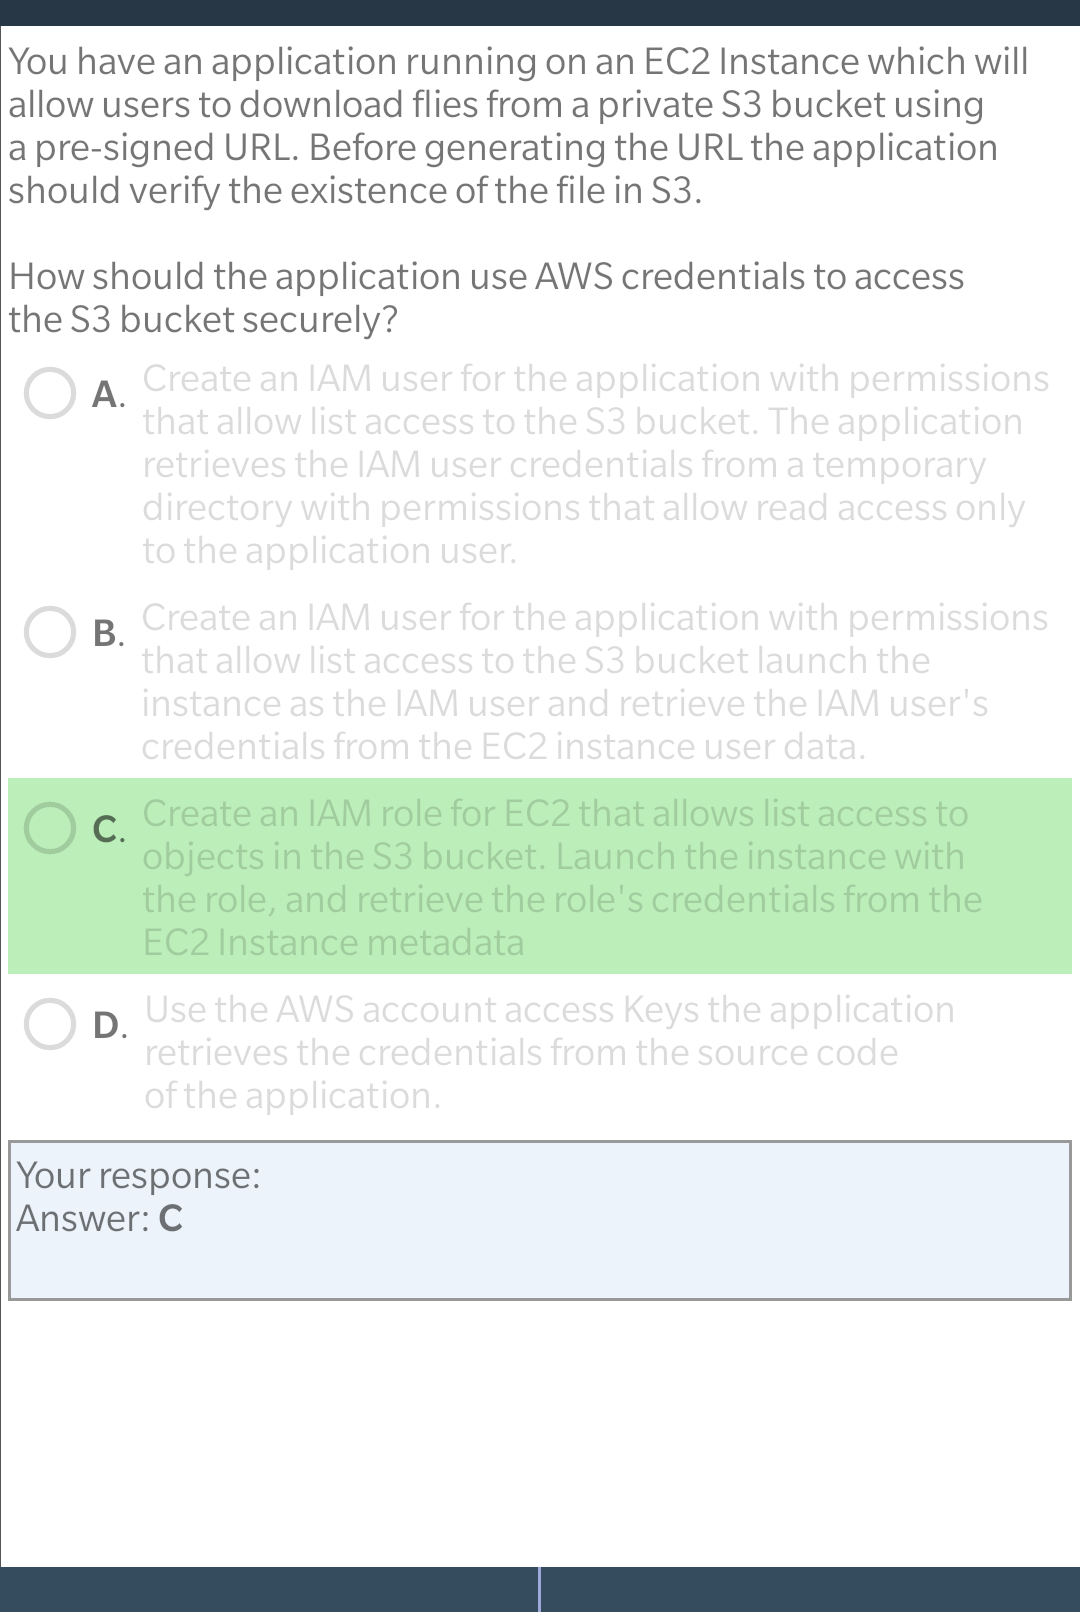 You have an application running on an EC2 Instance which will
allow users to download flies from a private S3 bucket using
a pre-signed URL. Before generating the URL the application
should verify the existence of the file in S3.
How should the application use AWS credentials to access
the S3 bucket securely?
A. Create an IAM user for the application with permissions
that allow list access to the S3 bucket. The application
retrieves the IAM user credentials from a temporary
directory with permissions that allow read access only
to the application user.
B. Create an IAM user for the application with permissions
that allow list access to the S3 bucket launch the
instance as the IAM user and retrieve the IAM user's
credentials from the EC2 instance user data.
C. Create an IAM role for EC2 that allows list access to
objects in the S3 bucket. Launch the instance with
the role, and retrieve the role's credentials from the
EC2 Instance metadata
D. Use the AWS account access Keys the application
retrieves the credentials from the source code
of the application.
Your response:
Answer: C